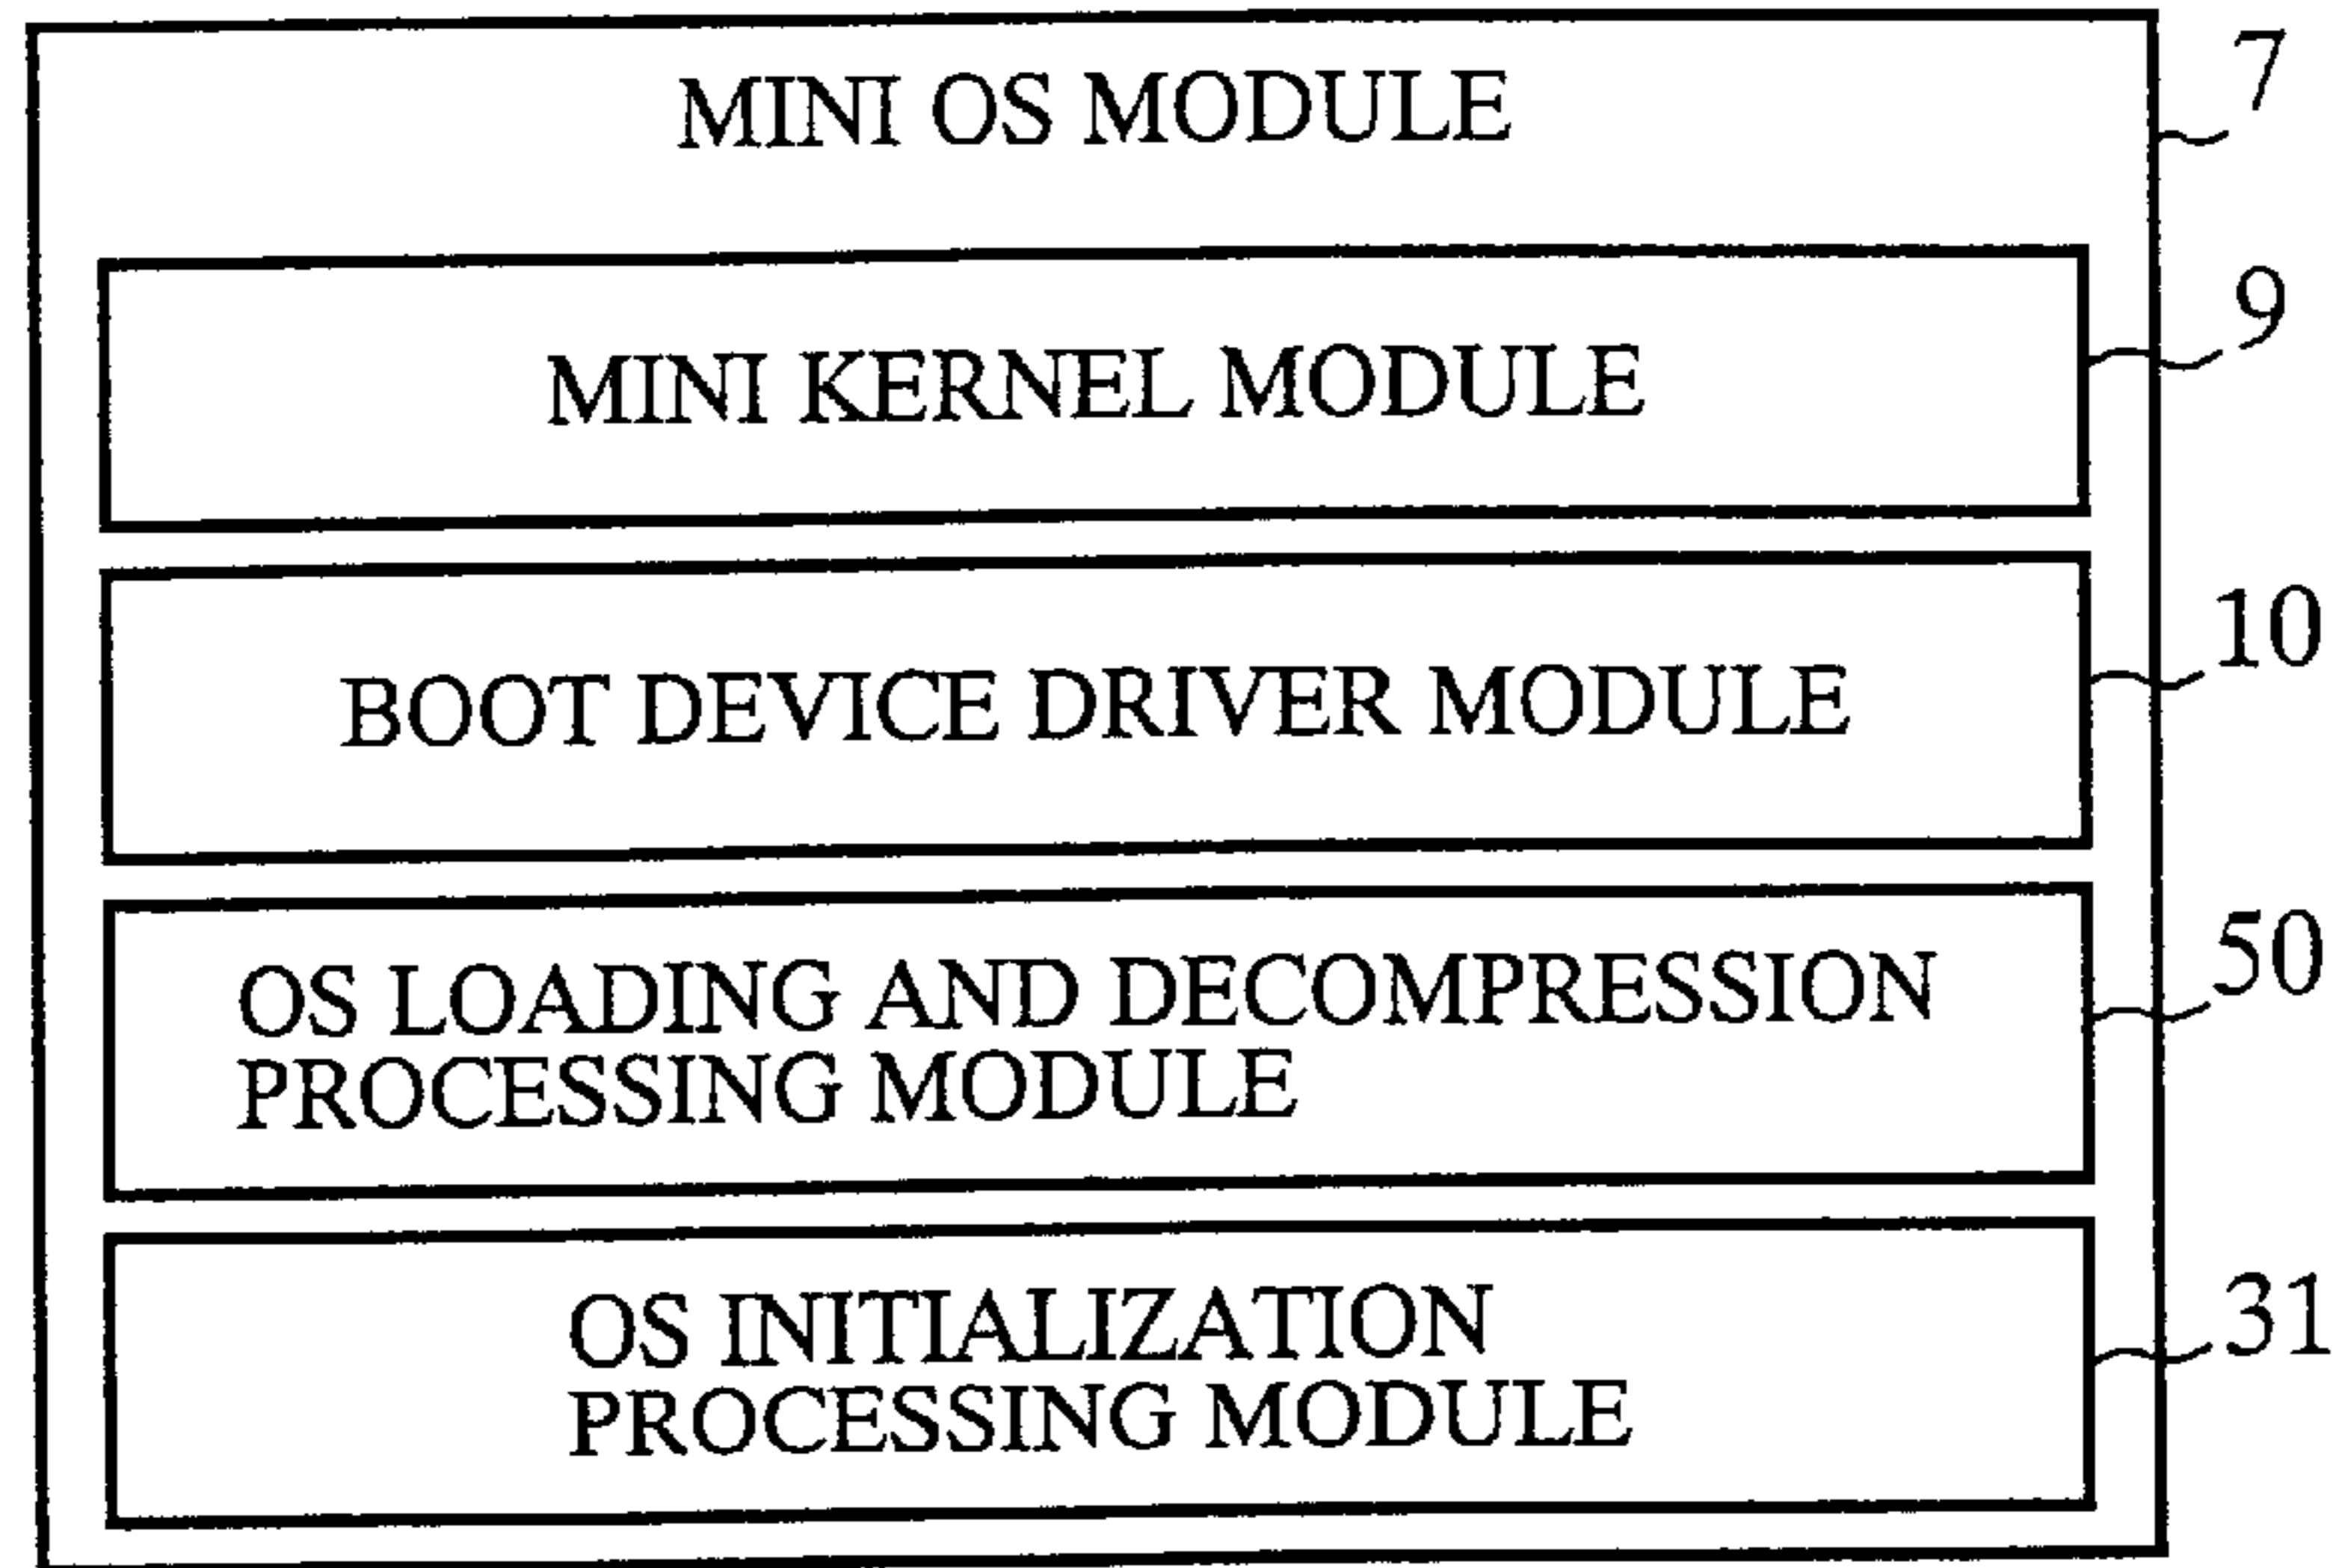 MINI OS MODULE
7
MINI KERNEL MODULE
9
BOOT DEVICE DRIVER MODULE
10
OS LOADING AND DECOMPRESSION
PROCESSING MODULE
50
OS INITIALIZATION
PROCESSING MODULE
31